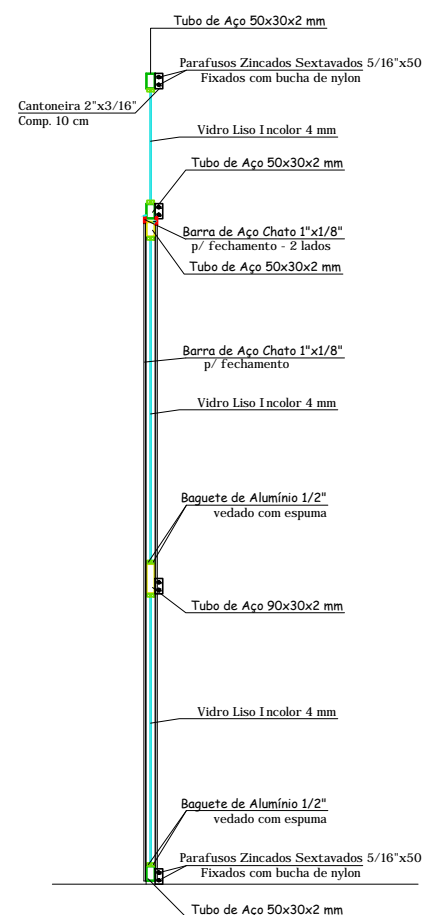 Tubo de Aço 50x30x2 mm
Parafusos Zincados Sextavados 5/16"x50
Fixados com bucha de nylon
Cantoneira 2"x3/16"
Comp. 10 cm
Vidro Liso Incolor 4 mm
Tubo de Aço 50x30x2 mm
Barra de Aço Chato 1"x1/8"
p/ fechamento - 2 lados
Tubo de Aço 50x30x2 mm
Barra de Aço Chato 1"x1/8"
p/ fechamento
Vidro Liso Incolor 4 mm
Baguete de Alumínio 1/2"
vedado com espuma
Tubo de Aço 90x30x2 mm
Vidro Liso Incolor 4 mm
Baguete de Alumínio 1/2"
vedado com espuma
Parafusos Zincados Sextavados 5/16"x50
Fixados com bucha de nylon
Tubo de Aço 50x30x2 mm